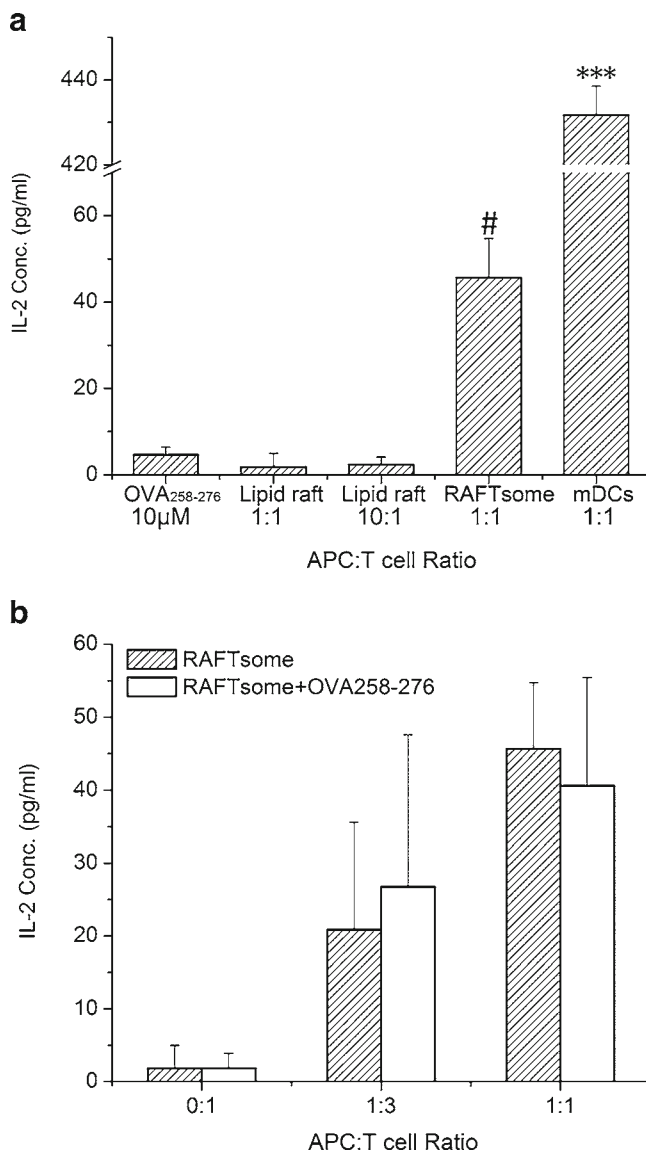 a
440
420
60
40
20
0
IL-2 Conc. (pg/ml)
#
***
OVA258-276 Lipid raft Lipid raft RAFTsome mDCs
10µM 1:1 10:1 1:1 1:1
APC:T cell Ratio
b
60
50
40
30
20
10
0
IL-2 Conc. (pg/ml)
RAFTsome
RAFTsome+OVA258-276
0:1 1:3 1:1
APC:T cell Ratio